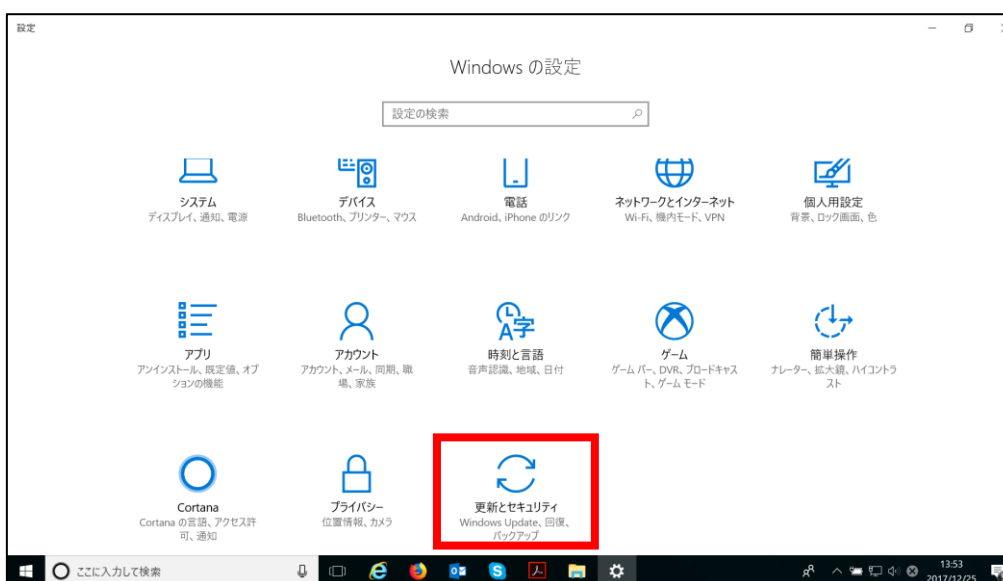 設定
Windows の設定
設定の検索
システム
ディスプレイ、通知、電源
デバイス
Bluetooth、プリンター、マウス
電話
Android、iPhone のリンク
ネットワークとインターネット
Wi-Fi、機内モード、VPN
個人用設定
背景、ロック画面、色
アプリ
アンインストール、既定値、オプ
ションの機能
アカウント
アカウント、メール、同期、職
場、家族
時刻と言語
音声認識、地域、日付
ゲーム
ゲーム バー、DVR、ブロードキャス
ト、ゲーム モード
簡単操作
ナレーター、拡大鏡、ハイコントラ
スト
Cortana
Cortana の言語、アクセス許
可、通知
プライバシー
位置情報、カメラ
更新とセキュリティ
Windows Update、回復、
バックアップ
ここに入力して検索
13:53
2017/12/25